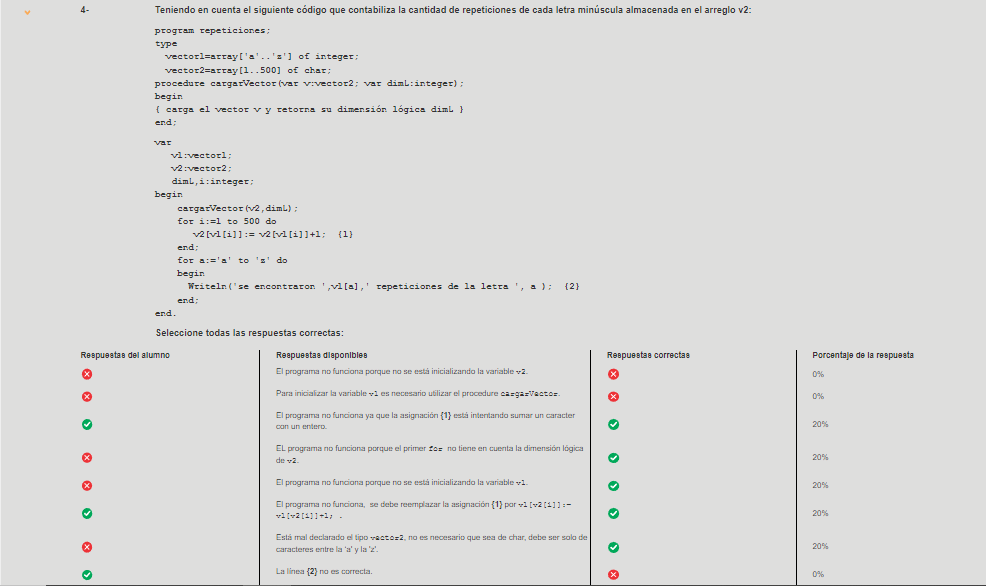 4- Teniendo en cuenta el siguiente código que contabiliza la cantidad de repeticiones de cada letra minúscula almacenada en el arreglo v2:
program repeticiones;
type
vector1=array['a'..'z'] of integer;
vector2=array[1..500] of char;
procedure cargarVector(var v:vector2; var dimL:integer);
begin
{ carga el vector v y retorna su dimensión lógica dimL }
end;
var
v1:vector1;
v2:vector2;
dimL,i:integer;
begin
cargarVector(v2,dimL);
for i:=1 to 500 do
v2[v1[i]]:= v2[v1[i]]+1; {1}
end;
for a:='a' to 'z' do
begin
Writeln('se encontraron ',v1[a],' repeticiones de la letra ', a ); {2}
end;
end.
Seleccione todas las respuestas correctas:
Respuestas del alumno Respuestas disponibles Respuestas correctas Porcentaje de la respuesta
El programa no funciona porque no se está inicializando la variable v2. 0%
Para inicializar la variable v1 es necesario utilizar el procedure cargarVector. 0%
El programa no funciona ya que la asignación {1} está intentando sumar un caracter
con un entero. 20%
EL programa no funciona porque el primer for no tiene en cuenta la dimensión lógica
de v2. 20%
El programa no funciona porque no se está inicializando la variable v1. 20%
El programa no funciona, se debe reemplazar la asignación {1} por v1[v2[i]]:=
v1[v2[i]]+1; . 20%
Está mal declarado el tipo vector2, no es necesario que sea de char, debe ser solo de
caracteres entre la 'a' y la 'z'. 20%
La línea {2} no es correcta. 0%